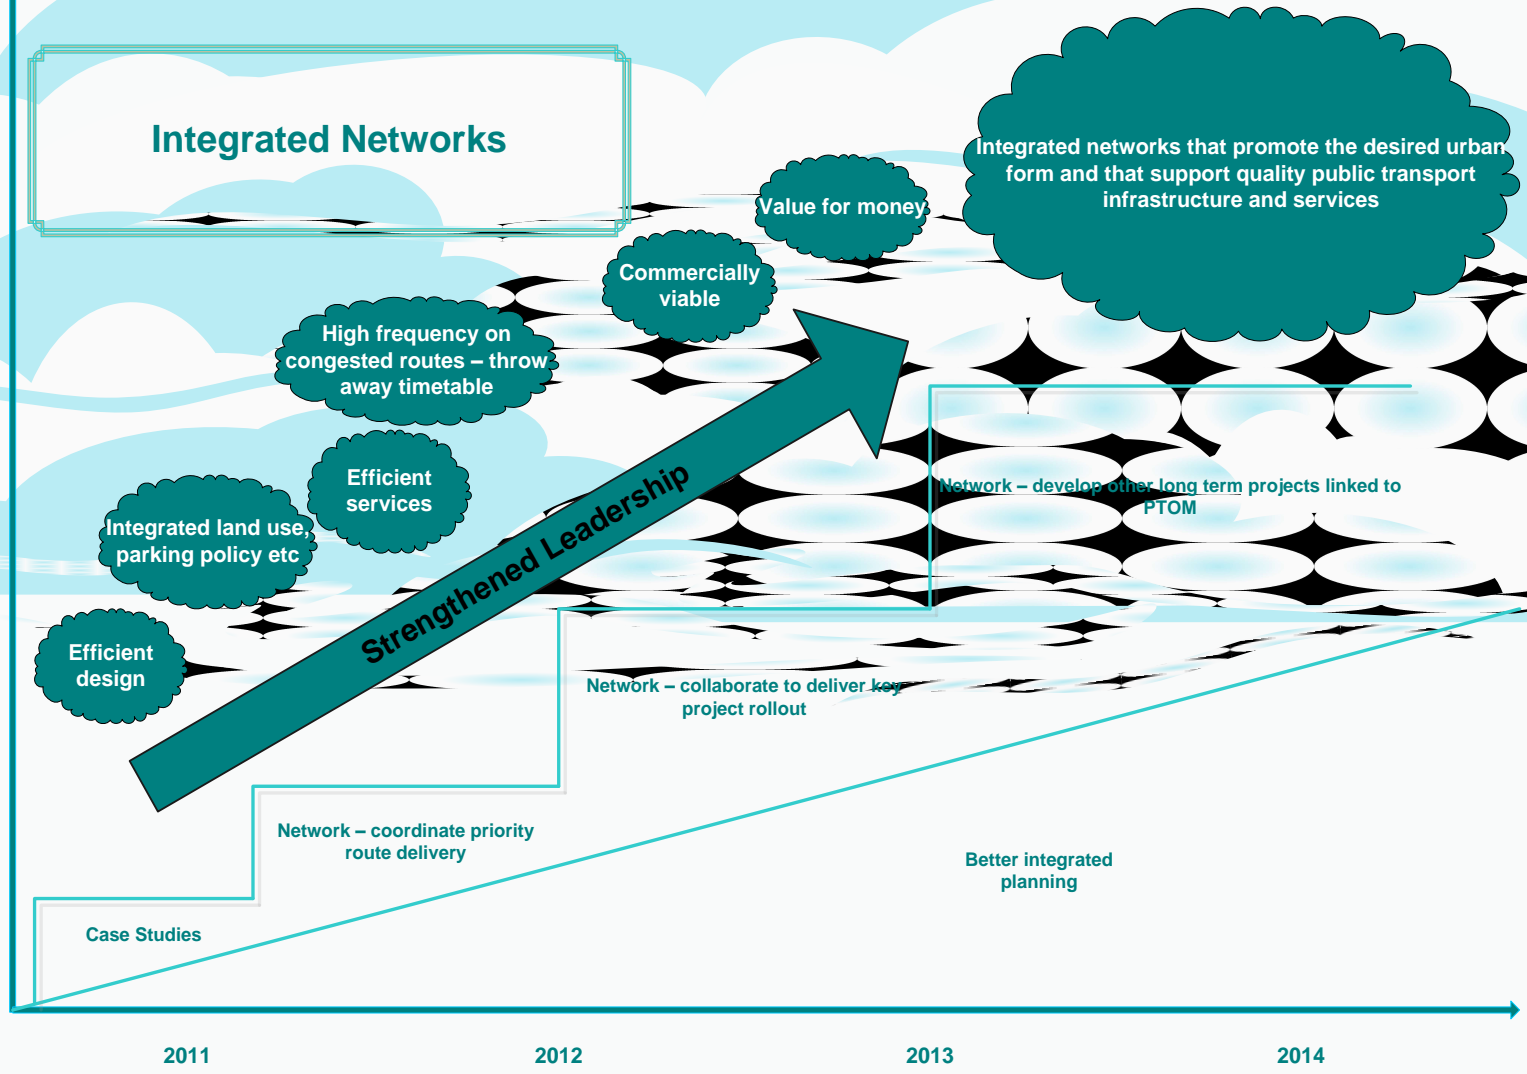 Integrated Networks
Integrated networks that promote the desired urban
form and that support quality public transport
infrastructure and services
Value for money
Commercially
viable
High frequency on
congested routes – throw
away timetable
Efficient
services
Integrated land use,
parking policy etc
Efficient
design
Strengthened Leadership
Network – develop other long term projects linked to
PTOM
Network – collaborate to deliver key
project rollout
Network – coordinate priority
route delivery
Better integrated
planning
Case Studies
2011
2012
2013
2014